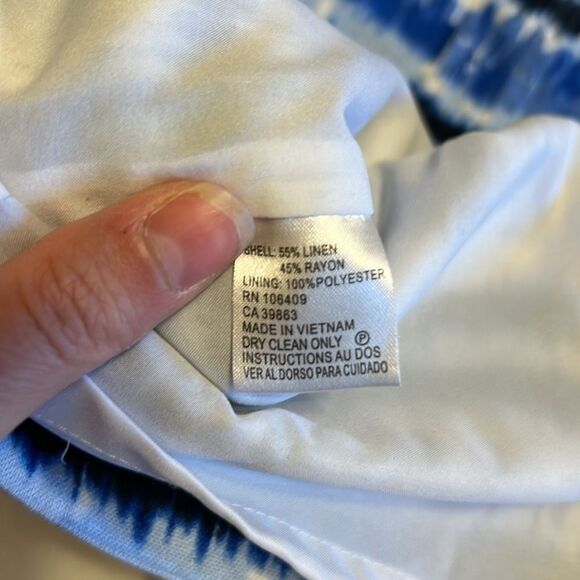 SHELL: 55% LINEN
45% RAYON
LINING: 100%POLYESTER
RN 106409
CA 39863
MADE IN VIETNAM
DRY CLEAN ONLY Ⓟ
INSTRUCTIONS AU DOS
VER AL DORSO PARA CUIDADO